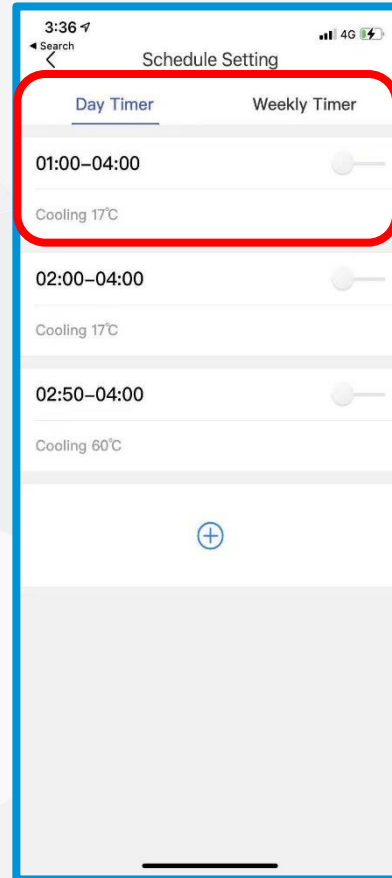 3:36
4G
Search
Schedule Setting
Day Timer Weekly Timer
01:00–04:00
Cooling 17℃
02:00–04:00
Cooling 17℃
02:50–04:00
Cooling 60℃